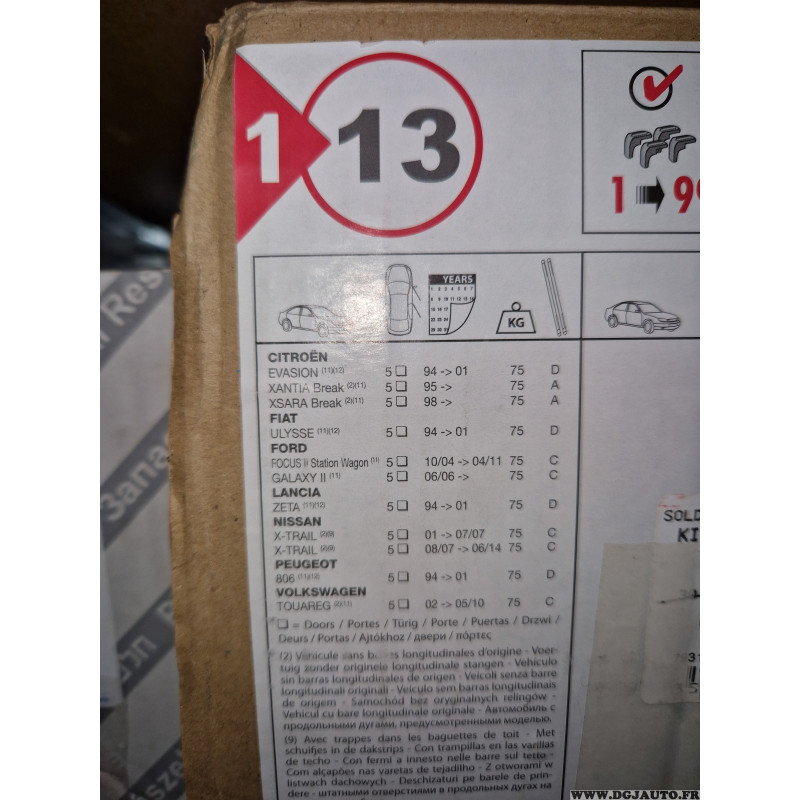 1 13
1 99
YEARS
KG
CITROËN
EVASION (11)(12) 5 94 -> 01 75 D
XANTIA Break (2)(11) 5 95 -> 75 A
XSARA Break (2)(11) 5 98 -> 75 A
FIAT
ULYSSE (11)(12) 5 94 -> 01 75 D
FORD
FOCUS II Station Wagon (11) 5 10/04 -> 04/11 75 C
GALAXY II (11) 5 06/06 -> 75 C
LANCIA
ZETA (11)(12) 5 94 -> 01 75 D
NISSAN
X-TRAIL (2)(9) 5 01 -> 07/07 75 C
X-TRAIL (2)(9) 5 08/07 -> 06/14 75 C
PEUGEOT
806 (11)(12) 5 94 -> 01 75 D
VOLKSWAGEN
TOUAREG (2)(11) 5 02 -> 05/10 75 C
❑ = Doors / Portes / Türig / Porte / Puertas / Drzwi /
Deurs / Portas / Ajtókhoz / двери / πόρτες
(2) Véhicule sans barres longitudinales d'origine - Voer-
tuig zonder originele longitudinale stangen - Vehiculo
sin barras longitudinales de origen - Veicoli senza barre
longitudinali originali - Veiculo sem barras longitudinais
de origem - Samochód bez oryginalnych relingów -
Vehicul cu bare longitudinale originale - Автомобиль с
продольными дугами, предусмотренными моделью.
(9) Avec trappes dans les baguettes de toit - Met
schuifjes in de dakstrips - Con trampillas en las varillas
de techo - Con fermi a innesto nelle barre sul tetto -
Com alçapões nas varetas de tejadilho - Z otworami w
listwach dachowych - Deschizaturi pe barele de prin-
dere - штатными отверстиями в продольных дугах на
SOLD
KI
Запа
Res
WWW.DGJAUTO.FR